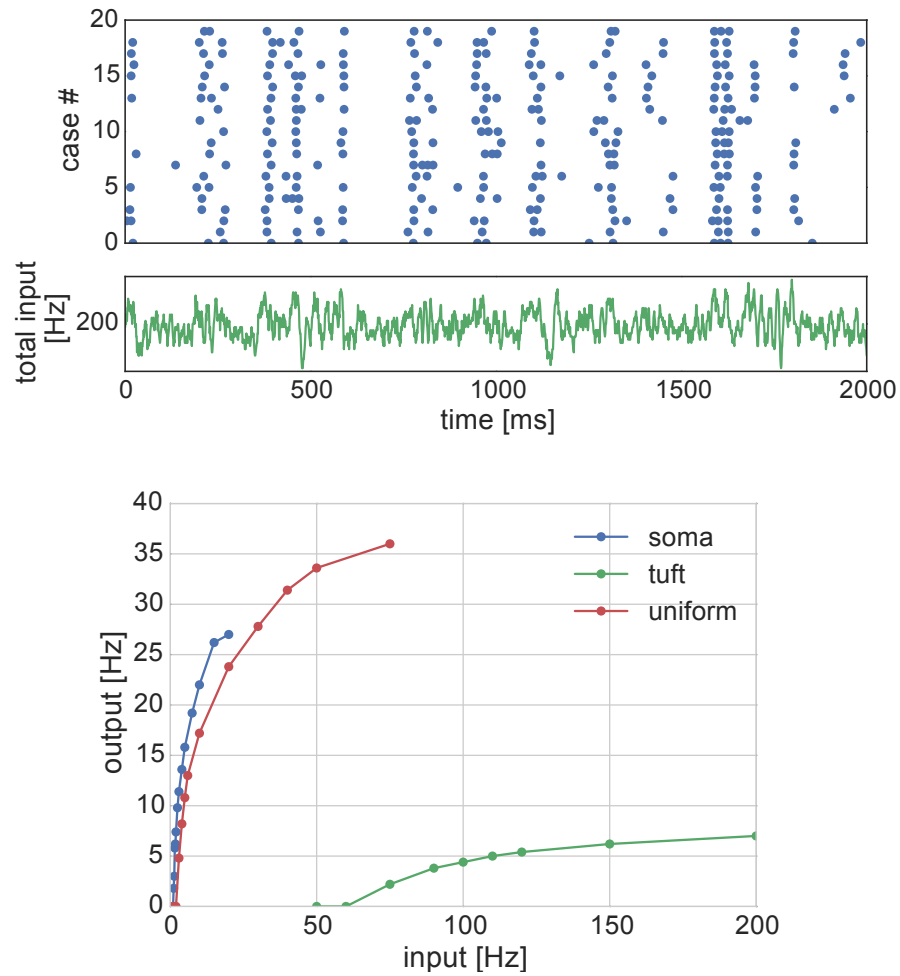 20
15
10
5
0
case #
total input
[Hz]
200
0 500 1000 1500 2000
time [ms]
40
35
30
25
20
15
10
5
0
output [Hz]
soma
tuft
uniform
0 50 100 150 200
input [Hz]